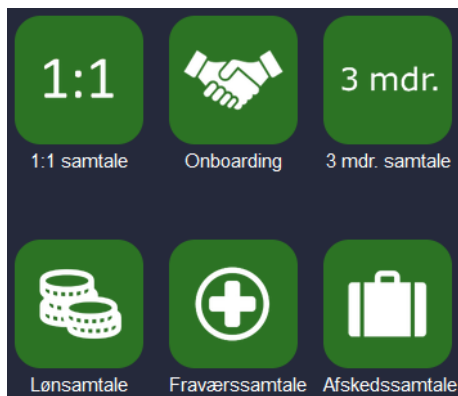 1:1
3 mdr.
1:1 samtale
Onboarding
3 mdr. samtale
Lønsamtale
Fraværssamtale
Afskedssamtale